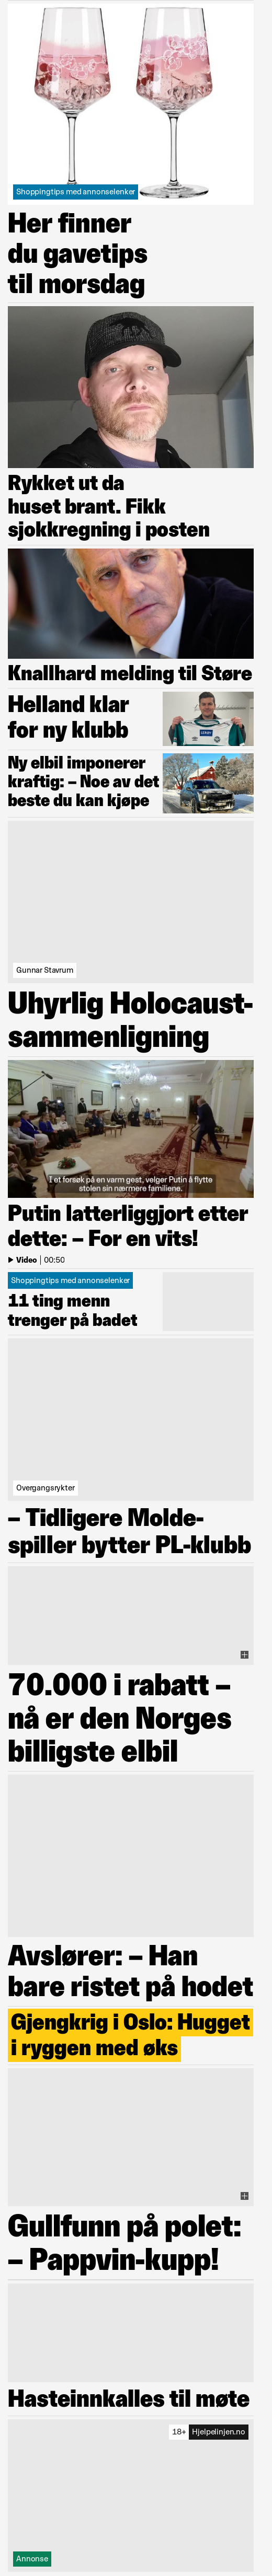 Shoppingtips med annonselenker
Her finner
du gavetips
til morsdag
Rykket ut da
huset brant. Fikk
sjokkregning i posten
Knallhard melding til Støre
Helland klar
for ny klubb
Ny elbil imponerer
kraftig: – Noe av det
beste du kan kjøpe
Gunnar Stavrum
Uhyrlig Holocaust-
sammenligning
I et forsøk på en varm gest, velger Putin å flytte
stolen sin nærmere familiene.
Putin latterliggjort etter
dette: – For en vits!
Video | 00:50
Shoppingtips med annonselenker
11 ting menn
trenger på badet
Overgangsrykter
– Tidligere Molde-
spiller bytter PL-klubb
70.000 i rabatt –
nå er den Norges
billigste elbil
Avslører: – Han
bare ristet på hodet
Gjengkrig i Oslo: Hugget
i ryggen med øks
Gullfunn på polet:
– Pappvin-kupp!
Hasteinnkalles til møte
18+ Hjelpelinjen.no
Annonse